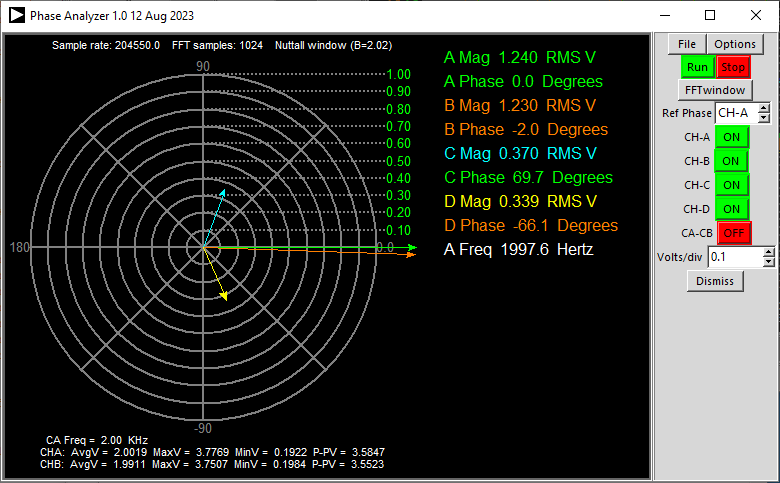 Phase Analyzer 1.0 12 Aug 2023
Sample rate: 204550.0 FFT samples: 1024 Nuttall window (B=2.02)
90
1.00
0.90
0.80
0.70
0.60
0.50
0.40
0.30
0.20
0.10
0.0
180
-90
A Mag 1.240 RMS V
A Phase 0.0 Degrees
B Mag 1.230 RMS V
B Phase -2.0 Degrees
C Mag 0.370 RMS V
C Phase 69.7 Degrees
D Mag 0.339 RMS V
D Phase -66.1 Degrees
A Freq 1997.6 Hertz
CA Freq = 2.00 KHz
CHA: AvgV = 2.0019 MaxV = 3.7769 MinV = 0.1922 P-PV = 3.5847
CHB: AvgV = 1.9911 MaxV = 3.7507 MinV = 0.1984 P-PV = 3.5523
File Options
Run Stop
FFTwindow
Ref Phase CH-A
CH-A ON
CH-B ON
CH-C ON
CH-D ON
CA-CB OFF
Volts/div 0.1
Dismiss